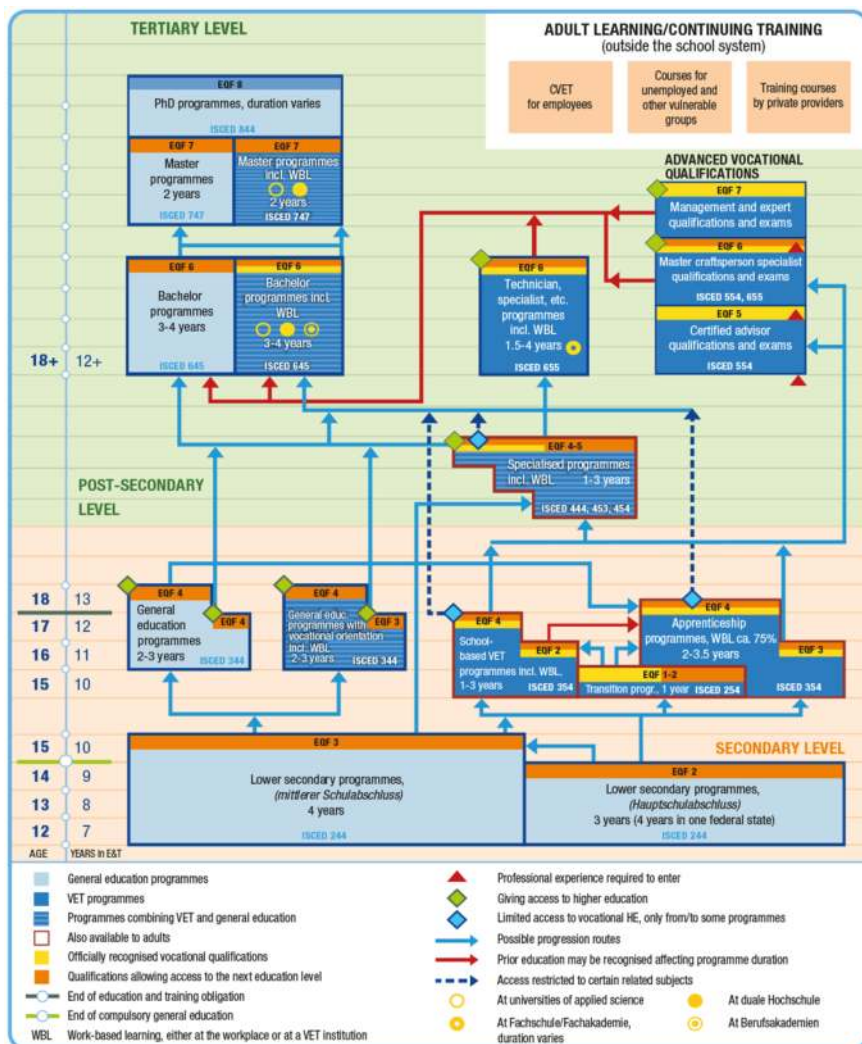 TERTIARY LEVEL
ADULT LEARNING/CONTINUING TRAINING
(outside the school system)
CVET
for employees
Courses for
unemployed and
other vulnerable
groups
Training courses
by private providers
EQF 8
PhD programmes, duration varies
ISCED 844
EQF 7
Master
programmes
2 years
ISCED 747
EQF 7
Master programmes
incl. WBL
2 years
ISCED 747
ADVANCED VOCATIONAL
QUALIFICATIONS
EQF 7
Management and expert
qualifications and exams
EQF 6
Master craftsperson specialist
qualifications and exams
ISCED 554, 655
EQF 5
Certified advisor
qualifications and exams
ISCED 554
EQF 6
Bachelor
programmes
3-4 years
ISCED 645
EQF 6
Bachelor
programmes incl.
WBL
3-4 years
ISCED 645
EQF 6
Technician,
specialist, etc.
programmes
incl. WBL
1.5-4 years
ISCED 655
18+ 12+
EQF 4-5
Specialised programmes
incl. WBL 1-3 years
ISCED 444, 453, 454
POST-SECONDARY
LEVEL
18 13
17 12
16 11
15 10
EQF 4
General
education
programmes
2-3 years
EQF 4
ISCED 344
EQF 4
General educ.
programmes with
vocational orientation
incl. WBL
2-3 years
EQF 3
ISCED 344
EQF 4
School-
based VET
programmes incl. WBL,
1-3 years
EQF 2
ISCED 354
EQF 1-2
Transition progr., 1 year ISCED 254
EQF 4
Apprenticeship
programmes, WBL ca. 75%
2-3.5 years
EQF 3
ISCED 354
SECONDARY LEVEL
15 10
14 9
13 8
12 7
AGE YEARS in E&T
EQF 3
Lower secondary programmes,
(mittlerer Schulabschluss)
4 years
ISCED 244
EQF 2
Lower secondary programmes,
(Hauptschulabschluss)
3 years (4 years in one federal state)
ISCED 244
General education programmes
VET programmes
Programmes combining VET and general education
Also available to adults
Officially recognised vocational qualifications
Qualifications allowing access to the next education level
End of education and training obligation
End of compulsory general education
WBL Work-based learning, either at the workplace or at a VET institution
Professional experience required to enter
Giving access to higher education
Limited access to vocational HE, only from/to some programmes
Possible progression routes
Prior education may be recognised affecting programme duration
Access restricted to certain related subjects
At universities of applied science
At duale Hochschule
At Fachschule/Fachakademie,
duration varies
At Berufsakademien